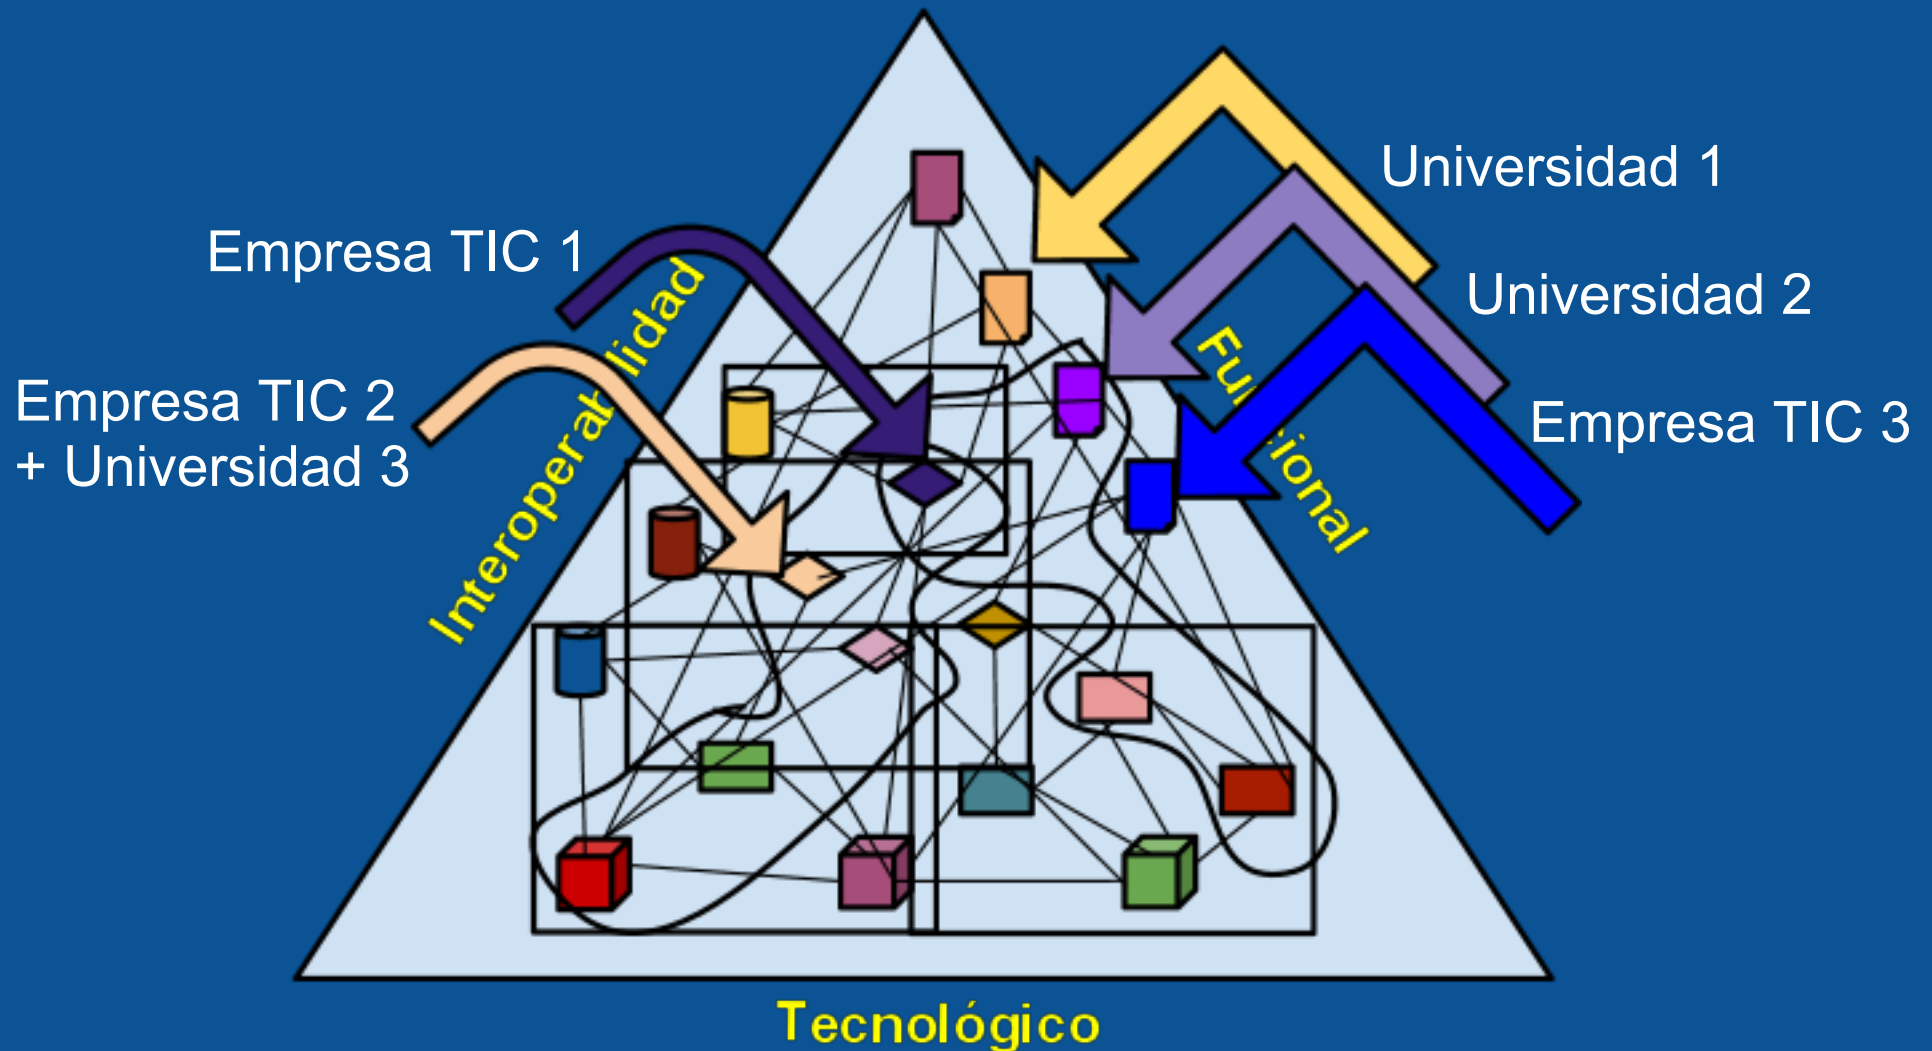 Universidad 1
Empresa TIC 1
Universidad 2
Empresa TIC 2
+ Universidad 3
Empresa TIC 3
Tecnológico